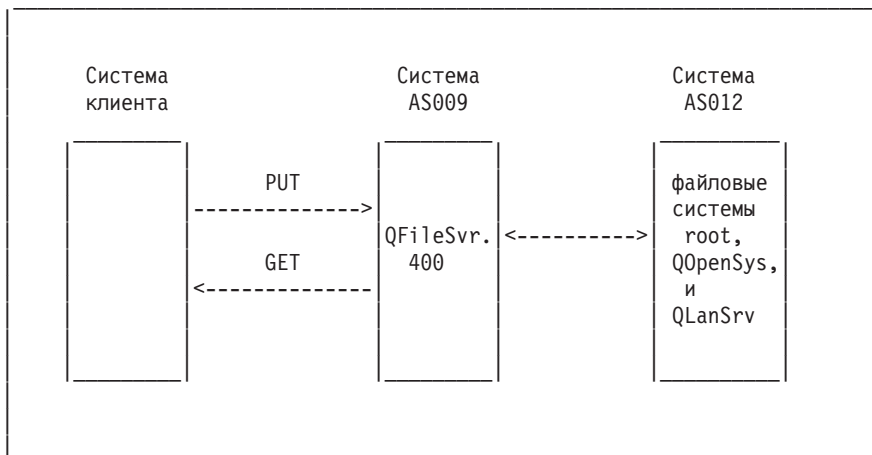 Система Система Система
клиента AS009 AS012
PUT файловые
-------------> системы
QFileSvr. <----------> root,
GET 400 QOpenSys,
<-------------- и
QLanSrv